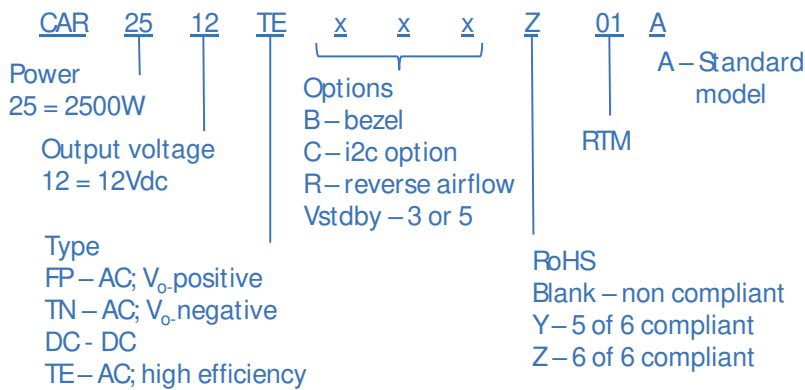 CAR 25 12 TE x x x Z 01 A
Power
25 = 2500W
Output voltage
12 = 12Vdc
Type
FP – AC; Vo- positive
TN – AC; Vo- negative
DC - DC
TE – AC; high efficiency
Options
B – bezel
C – i2c option
R – reverse airflow
Vstdby – 3 or 5
RoHS
Blank – non compliant
Y – 5 of 6 compliant
Z – 6 of 6 compliant
RTM
A – Standard
model